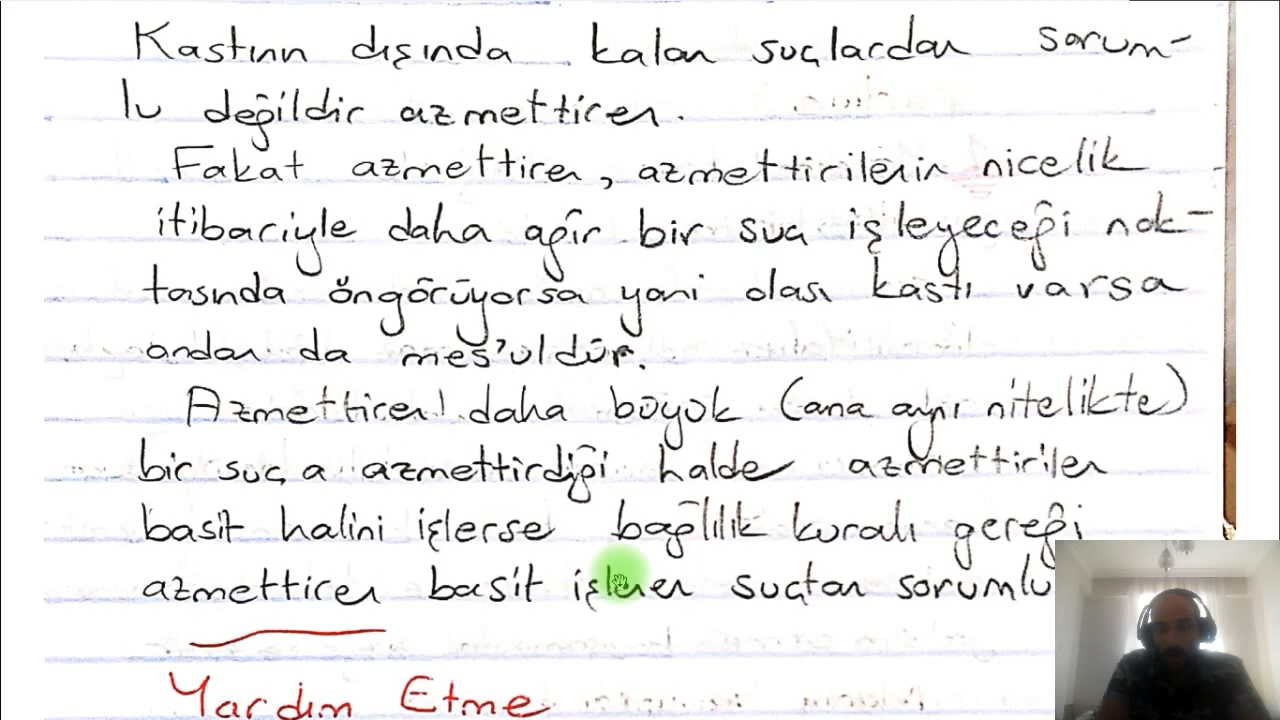 Kastının dışında kalan suçlardan sorum-
lu değildir azmettiren.
Fakat azmettiren, azmettirilenin nicelik
itibariyle daha ağır bir suç işleyeceği nok-
tasında öngörüyorsa yani olası kastı varsa
ondan da mes'uldür.
Azmettiren daha büyük (ana aynı nitelikte)
bir suça azmettirdiği halde azmettirilen
basit halini işlerse bağlılık kuralı gereği
azmettiren basit işlenen suçtan sorumlu
Yardım Etme